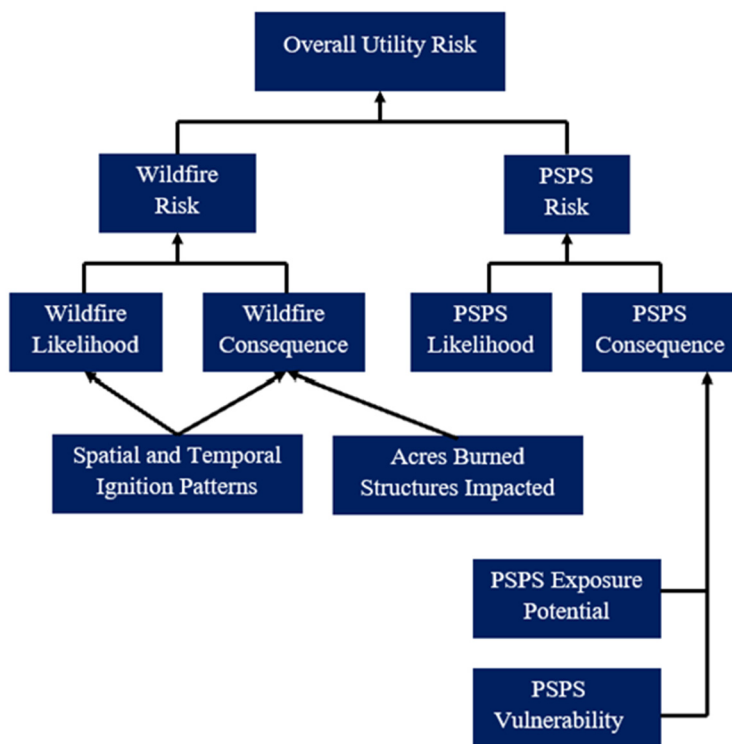 Overall Utility Risk
Wildfire
Risk
PSPS
Risk
Wildfire
Likelihood
Wildfire
Consequence
PSPS
Likelihood
PSPS
Consequence
Spatial and Temporal
Ignition Patterns
Acres Burned
Structures Impacted
PSPS Exposure
Potential
PSPS
Vulnerability